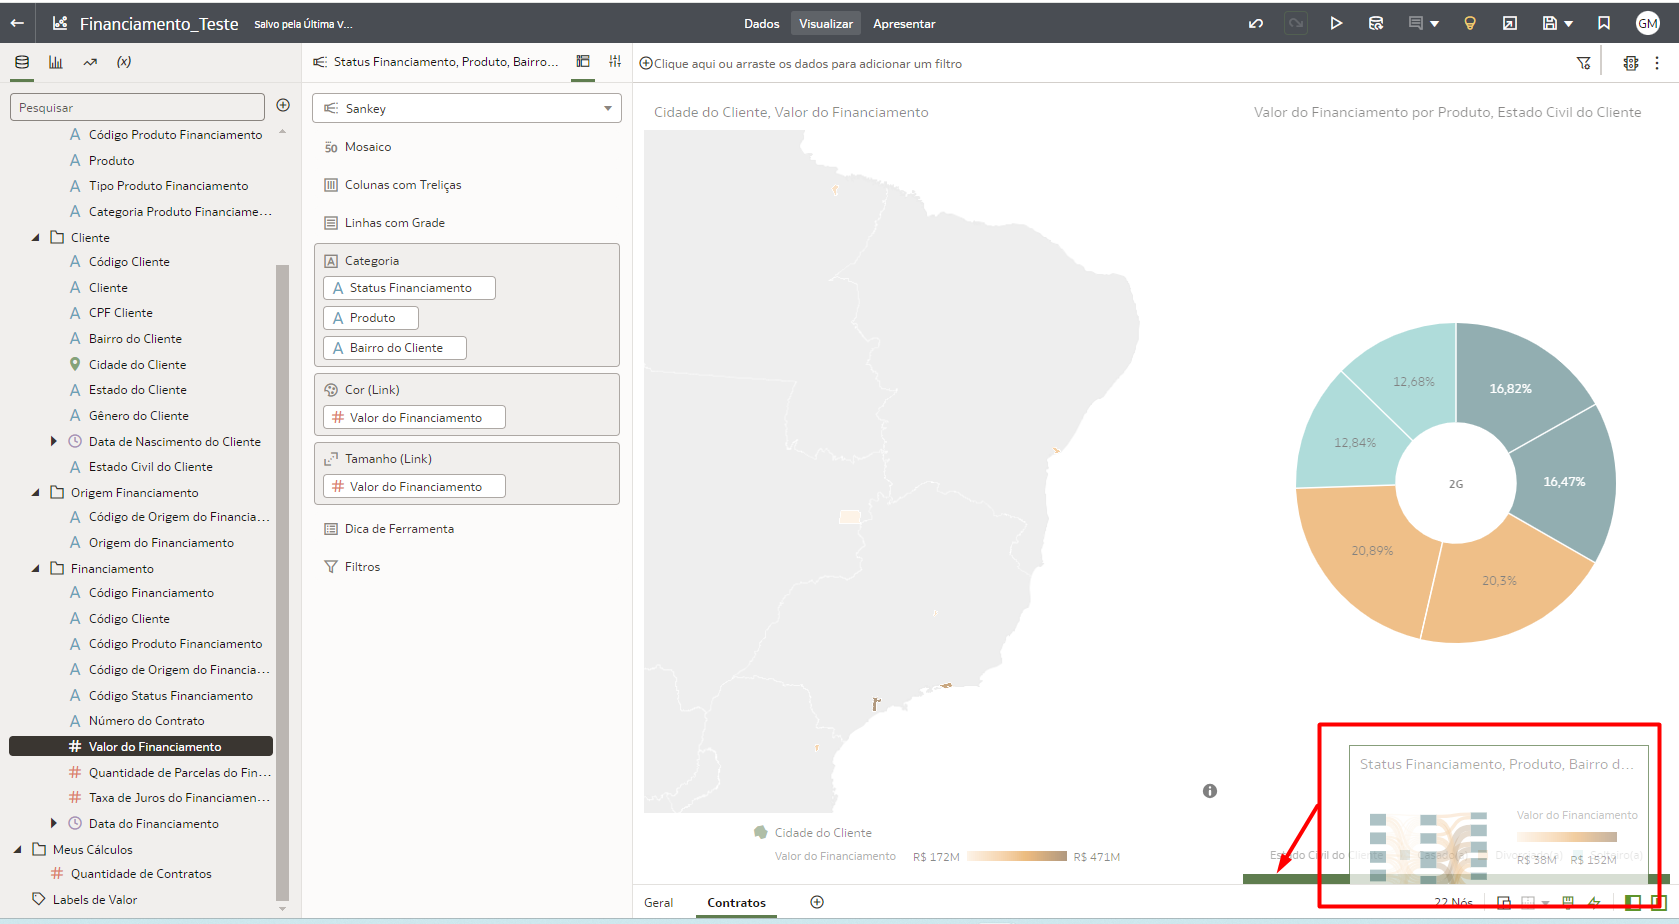 Financiamento_Teste
Salvo pela Última V...
Dados
Visualizar
Apresentar
GM
(x)
Status Financiamento, Produto, Bairro...
Clique aqui ou arraste os dados para adicionar um filtro
Pesquisar
A Código Produto Financiamento
A Produto
A Tipo Produto Financiamento
A Categoria Produto Financiame...
Cliente
A Código Cliente
A Cliente
A CPF Cliente
A Bairro do Cliente
Cidade do Cliente
A Estado do Cliente
A Gênero do Cliente
Data de Nascimento do Cliente
A Estado Civil do Cliente
Origem Financiamento
A Código de Origem do Financia...
A Origem do Financiamento
Financiamento
A Código Financiamento
A Código Cliente
A Código Produto Financiamento
A Código de Origem do Financia...
A Código Status Financiamento
A Número do Contrato
# Valor do Financiamento
# Quantidade de Parcelas do Fin...
# Taxa de Juros do Financiamen...
Data do Financiamento
Meus Cálculos
# Quantidade de Contratos
Labels de Valor
Sankey
50 Mosaico
Colunas com Treliças
Linhas com Grade
A Categoria
A Status Financiamento
A Produto
A Bairro do Cliente
Cor (Link)
# Valor do Financiamento
Tamanho (Link)
# Valor do Financiamento
Dica de Ferramenta
Filtros
Cidade do Cliente, Valor do Financiamento
Cidade do Cliente
Valor do Financiamento R$ 172M R$ 471M
Valor do Financiamento por Produto, Estado Civil do Cliente
12,68%
16,82%
12,84%
16,47%
2G
20,89%
20,3%
Status Financiamento, Produto, Bairro d...
Valor do Financiamento
R$ 38M R$ 152M
Estado Civil do Cliente Casado(a) Divorciado(a) Solteiro(a)
Geral
Contratos
22 Nós